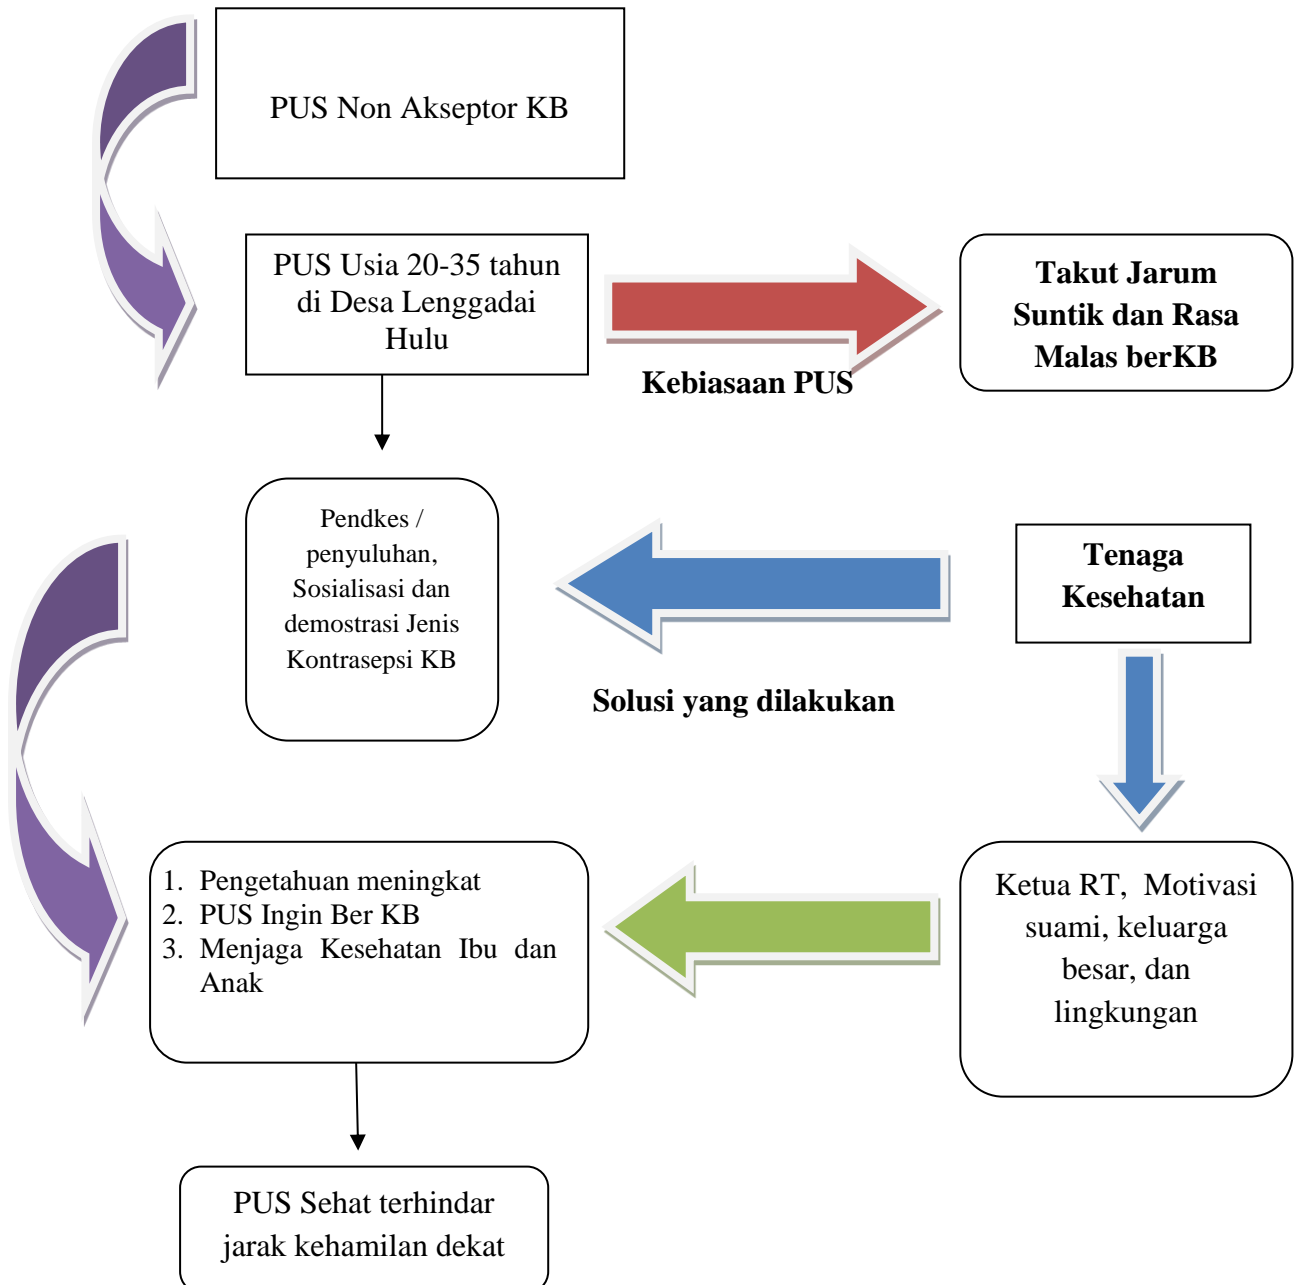 PUS Non Akseptor KB
PUS Usia 20-35 tahun
di Desa Lenggadai
Hulu
Kebiasaan PUS
Takut Jarum
Suntik dan Rasa
Malas berKB
Pendkes /
penyuluhan,
Sosialisasi dan
demostrasi Jenis
Kontrasepsi KB
Solusi yang dilakukan
Tenaga
Kesehatan
1. Pengetahuan meningkat
2. PUS Ingin Ber KB
3. Menjaga Kesehatan Ibu dan
Anak
Ketua RT, Motivasi
suami, keluarga
besar, dan
lingkungan
PUS Sehat terhindar
jarak kehamilan dekat